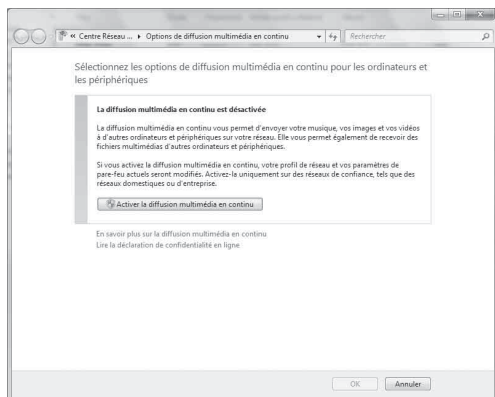 « Centre Réseau ... ▸ Options de diffusion multimédia en continu
Rechercher
Sélectionnez les options de diffusion multimédia en continu pour les ordinateurs et
les périphériques
La diffusion multimédia en continu est désactivée
La diffusion multimédia en continu vous permet d'envoyer votre musique, vos images et vos vidéos
à d'autres ordinateurs et périphériques sur votre réseau. Elle vous permet également de recevoir des
fichiers multimédias d'autres ordinateurs et périphériques.
Si vous activez la diffusion multimédia en continu, votre profil de réseau et vos paramètres de
pare-feu actuels seront modifiés. Activez-la uniquement sur des réseaux de confiance, tels que des
réseaux domestiques ou d'entreprise.
Activer la diffusion multimédia en continu
En savoir plus sur la diffusion multimédia en continu
Lire la déclaration de confidentialité en ligne
OK
Annuler